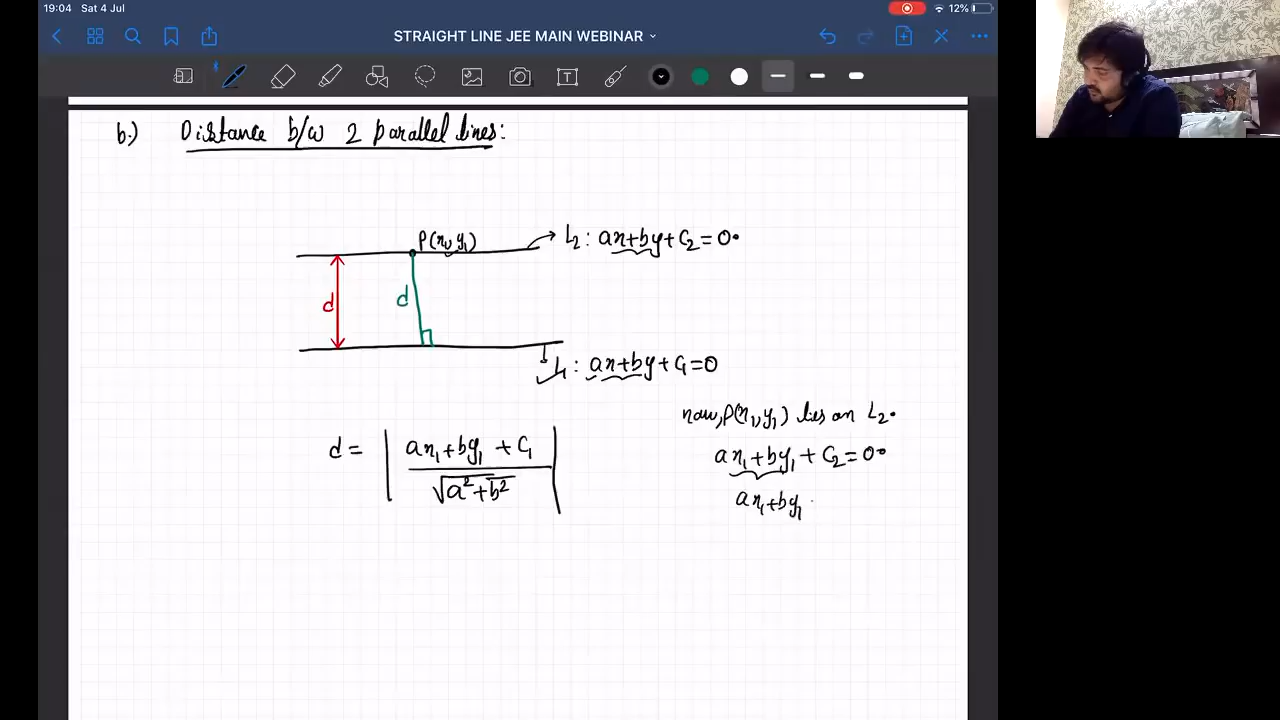 19:04 Sat 4 Jul 12%
STRAIGHT LINE JEE MAIN WEBINAR
T
b.) Distance b/w 2 parallel lines:
P(x₁,y₁)
L₂ : ax+by+C₂=0
d
d
L₁ : ax+by+C₁=0
now, P(x₁,y₁) lies on L₂.
d = | ax₁+by₁ + C₁ / √a²+b² |
ax₁+by₁ + C₂=0
ax₁+by₁